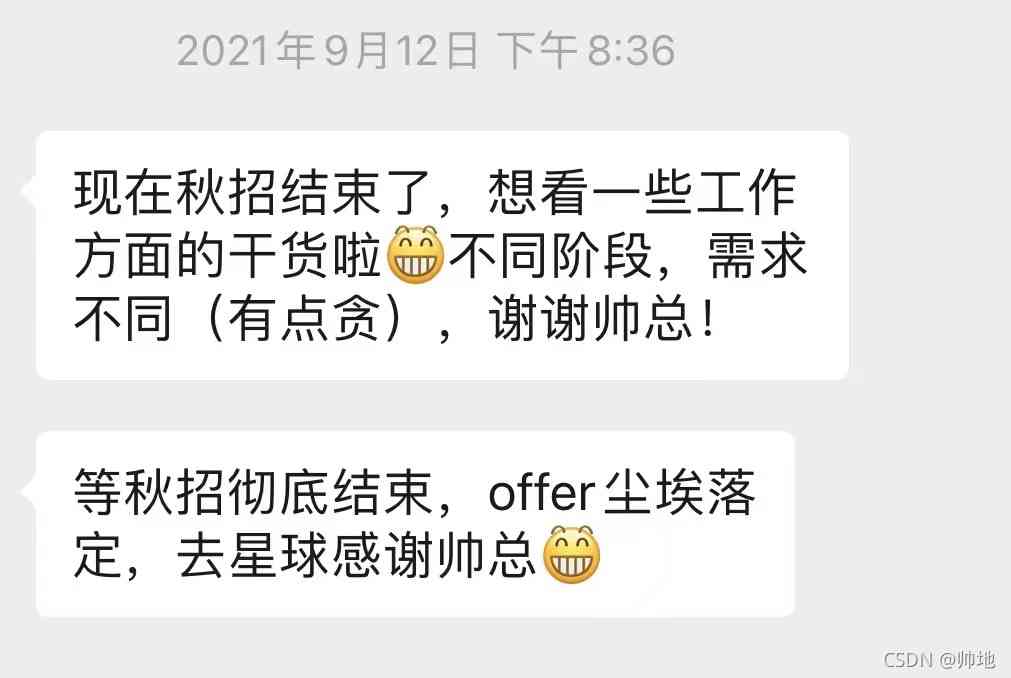 2021年9月12日 下午8:36
现在秋招结束了，想看一些工作
方面的干货啦😁不同阶段，需求
不同（有点贪），谢谢帅总！
等秋招彻底结束，offer尘埃落
定，去星球感谢帅总😁
CSDN @帅地